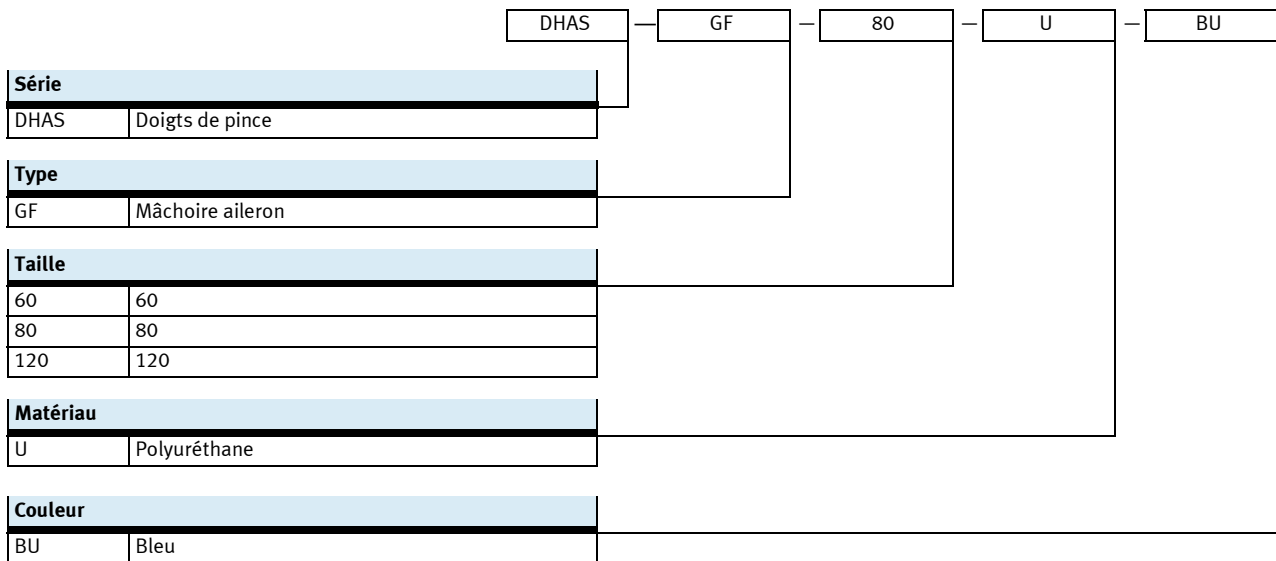 DHAS — GF — 80 — U — BU
Série
DHAS Doigts de pince
Type
GF Mâchoire aileron
Taille
60 60
80 80
120 120
Matériau
U Polyuréthane
Couleur
BU Bleu